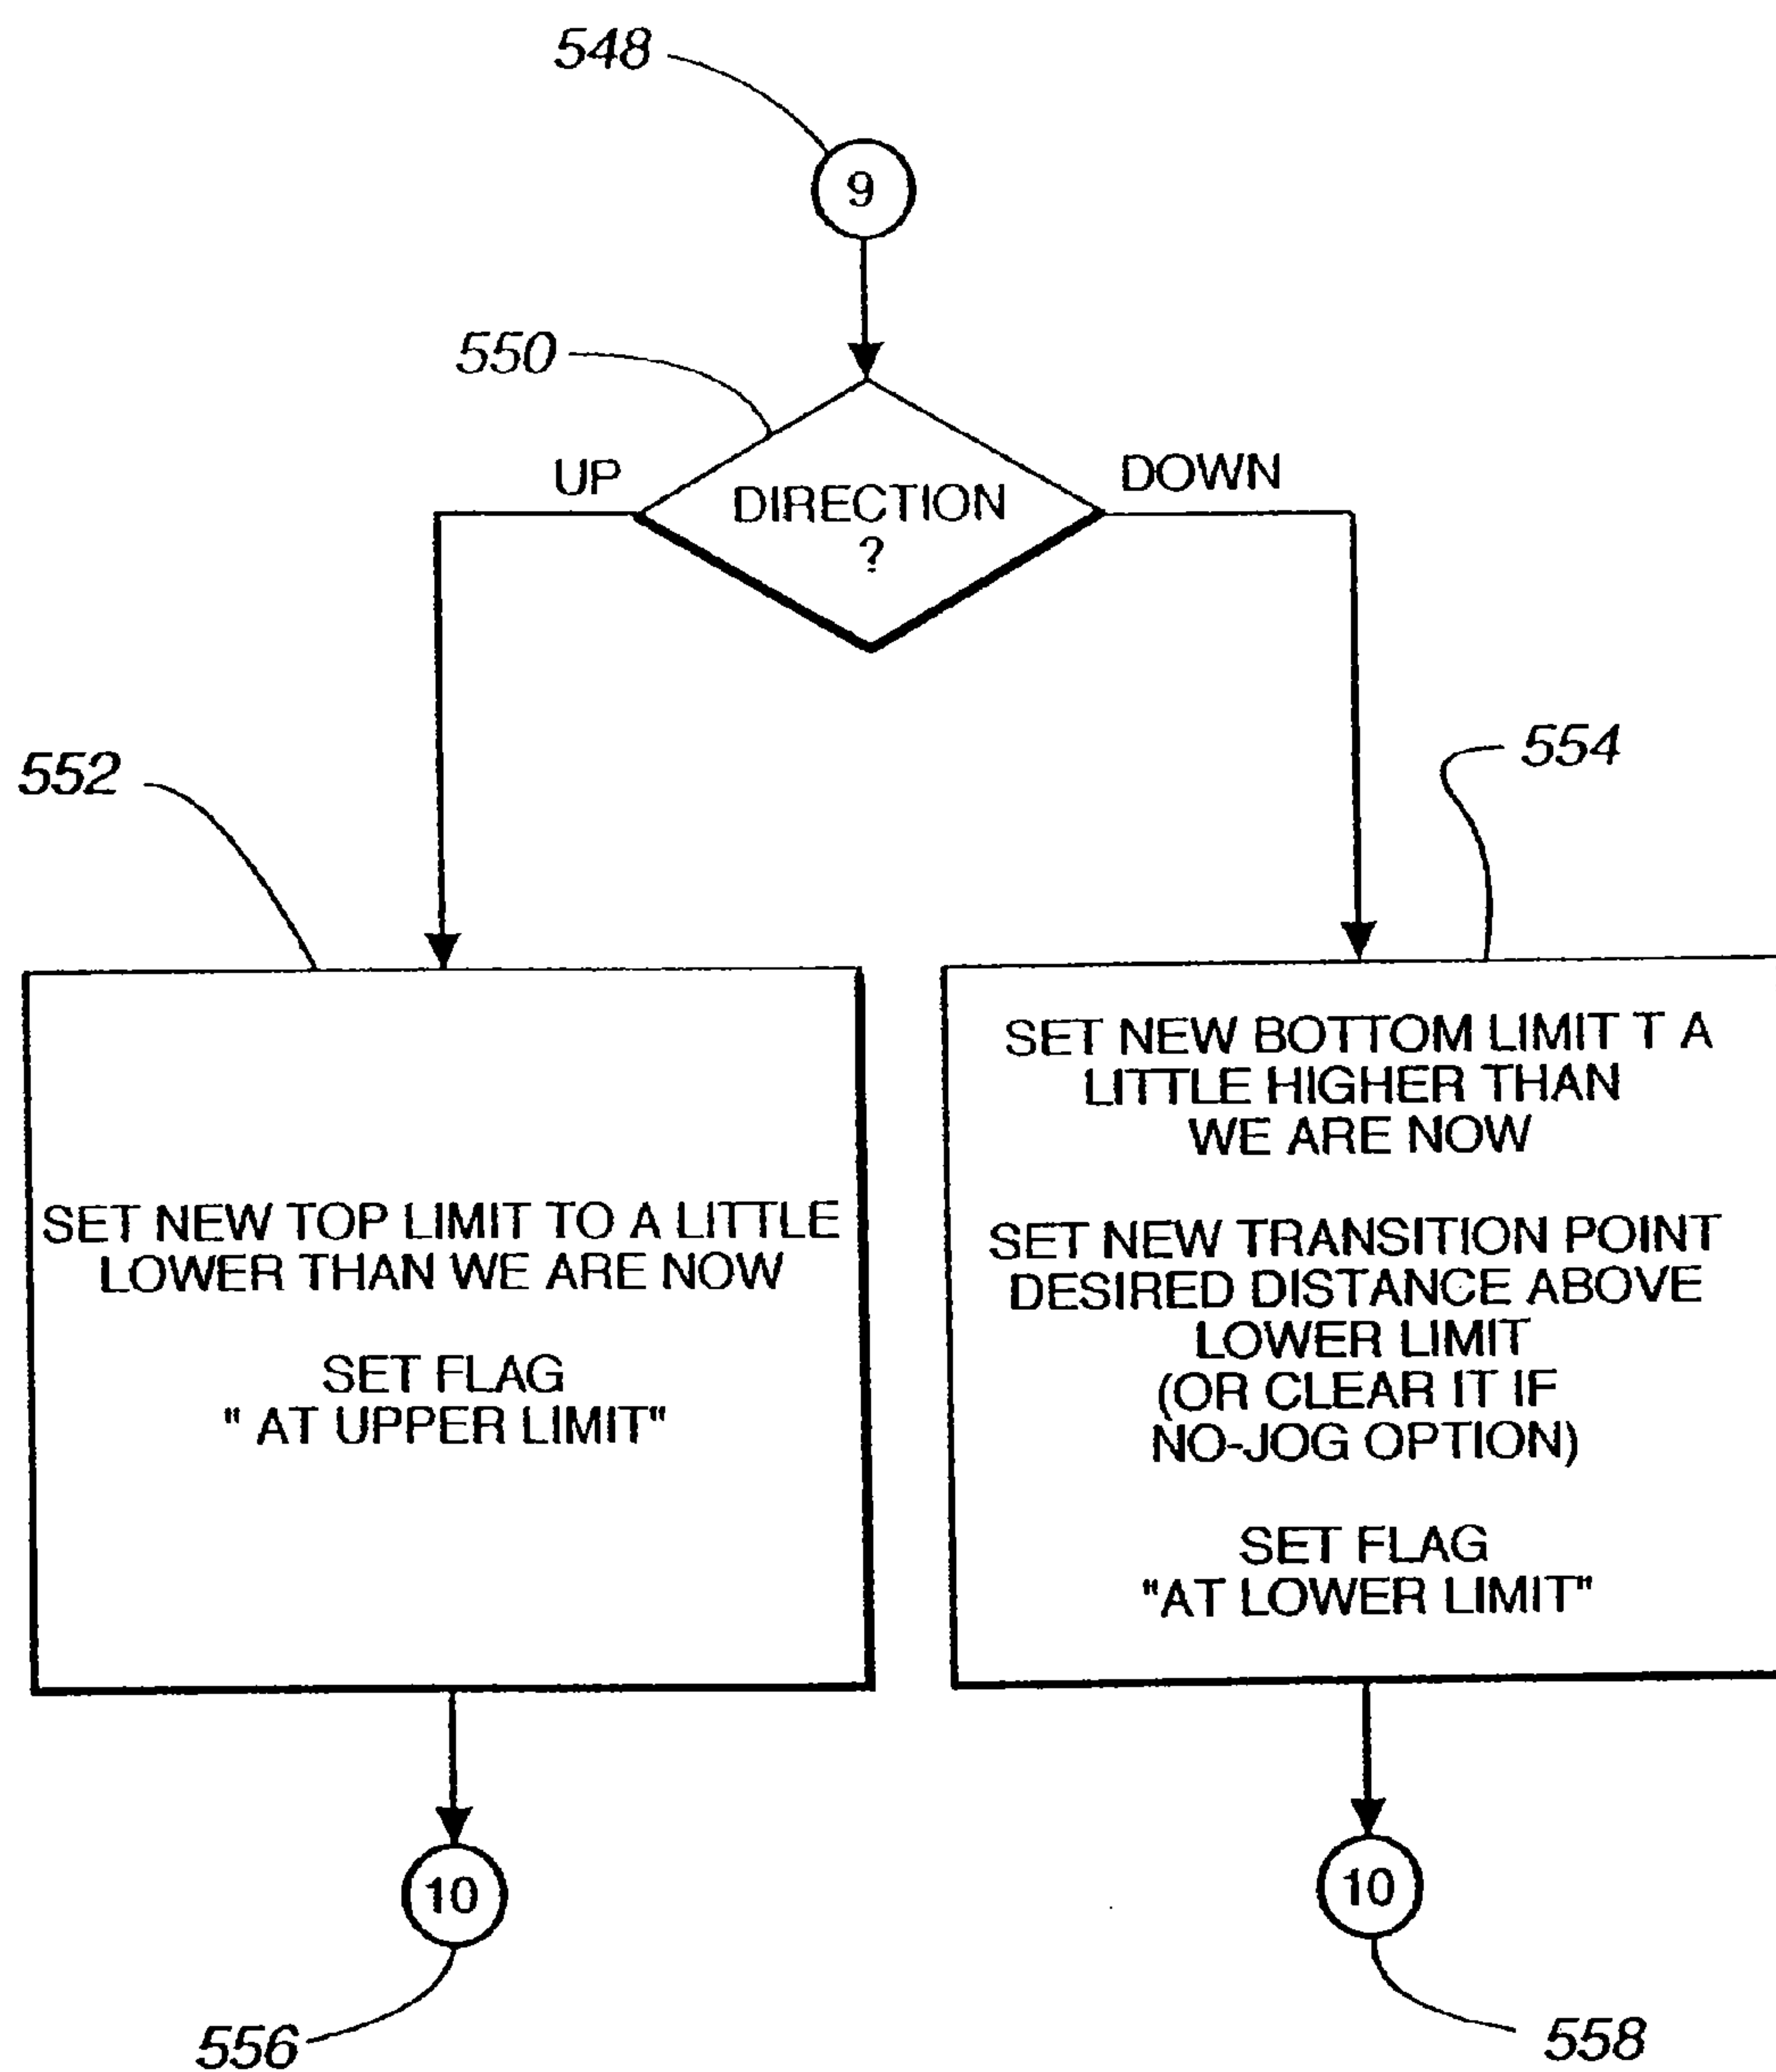 548
9
550
UP
DIRECTION
?
DOWN
552
554
SET NEW TOP LIMIT TO A LITTLE
LOWER THAN WE ARE NOW
SET FLAG
" AT UPPER LIMIT"
SET NEW BOTTOM LIMIT T A
LITTLE HIGHER THAN
WE ARE NOW
SET NEW TRANSITION POINT
DESIRED DISTANCE ABOVE
LOWER LIMIT
(OR CLEAR IT IF
NO-JOG OPTION)
SET FLAG
"AT LOWER LIMIT"
10
10
556
558